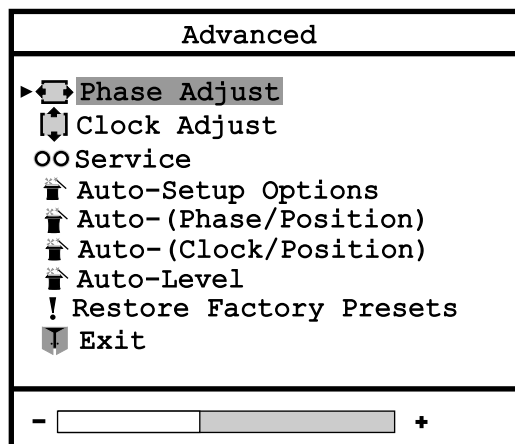 Advanced
Phase Adjust
Clock Adjust
Service
Auto-Setup Options
Auto-(Phase/Position)
Auto-(Clock/Position)
Auto-Level
! Restore Factory Presets
Exit
- +